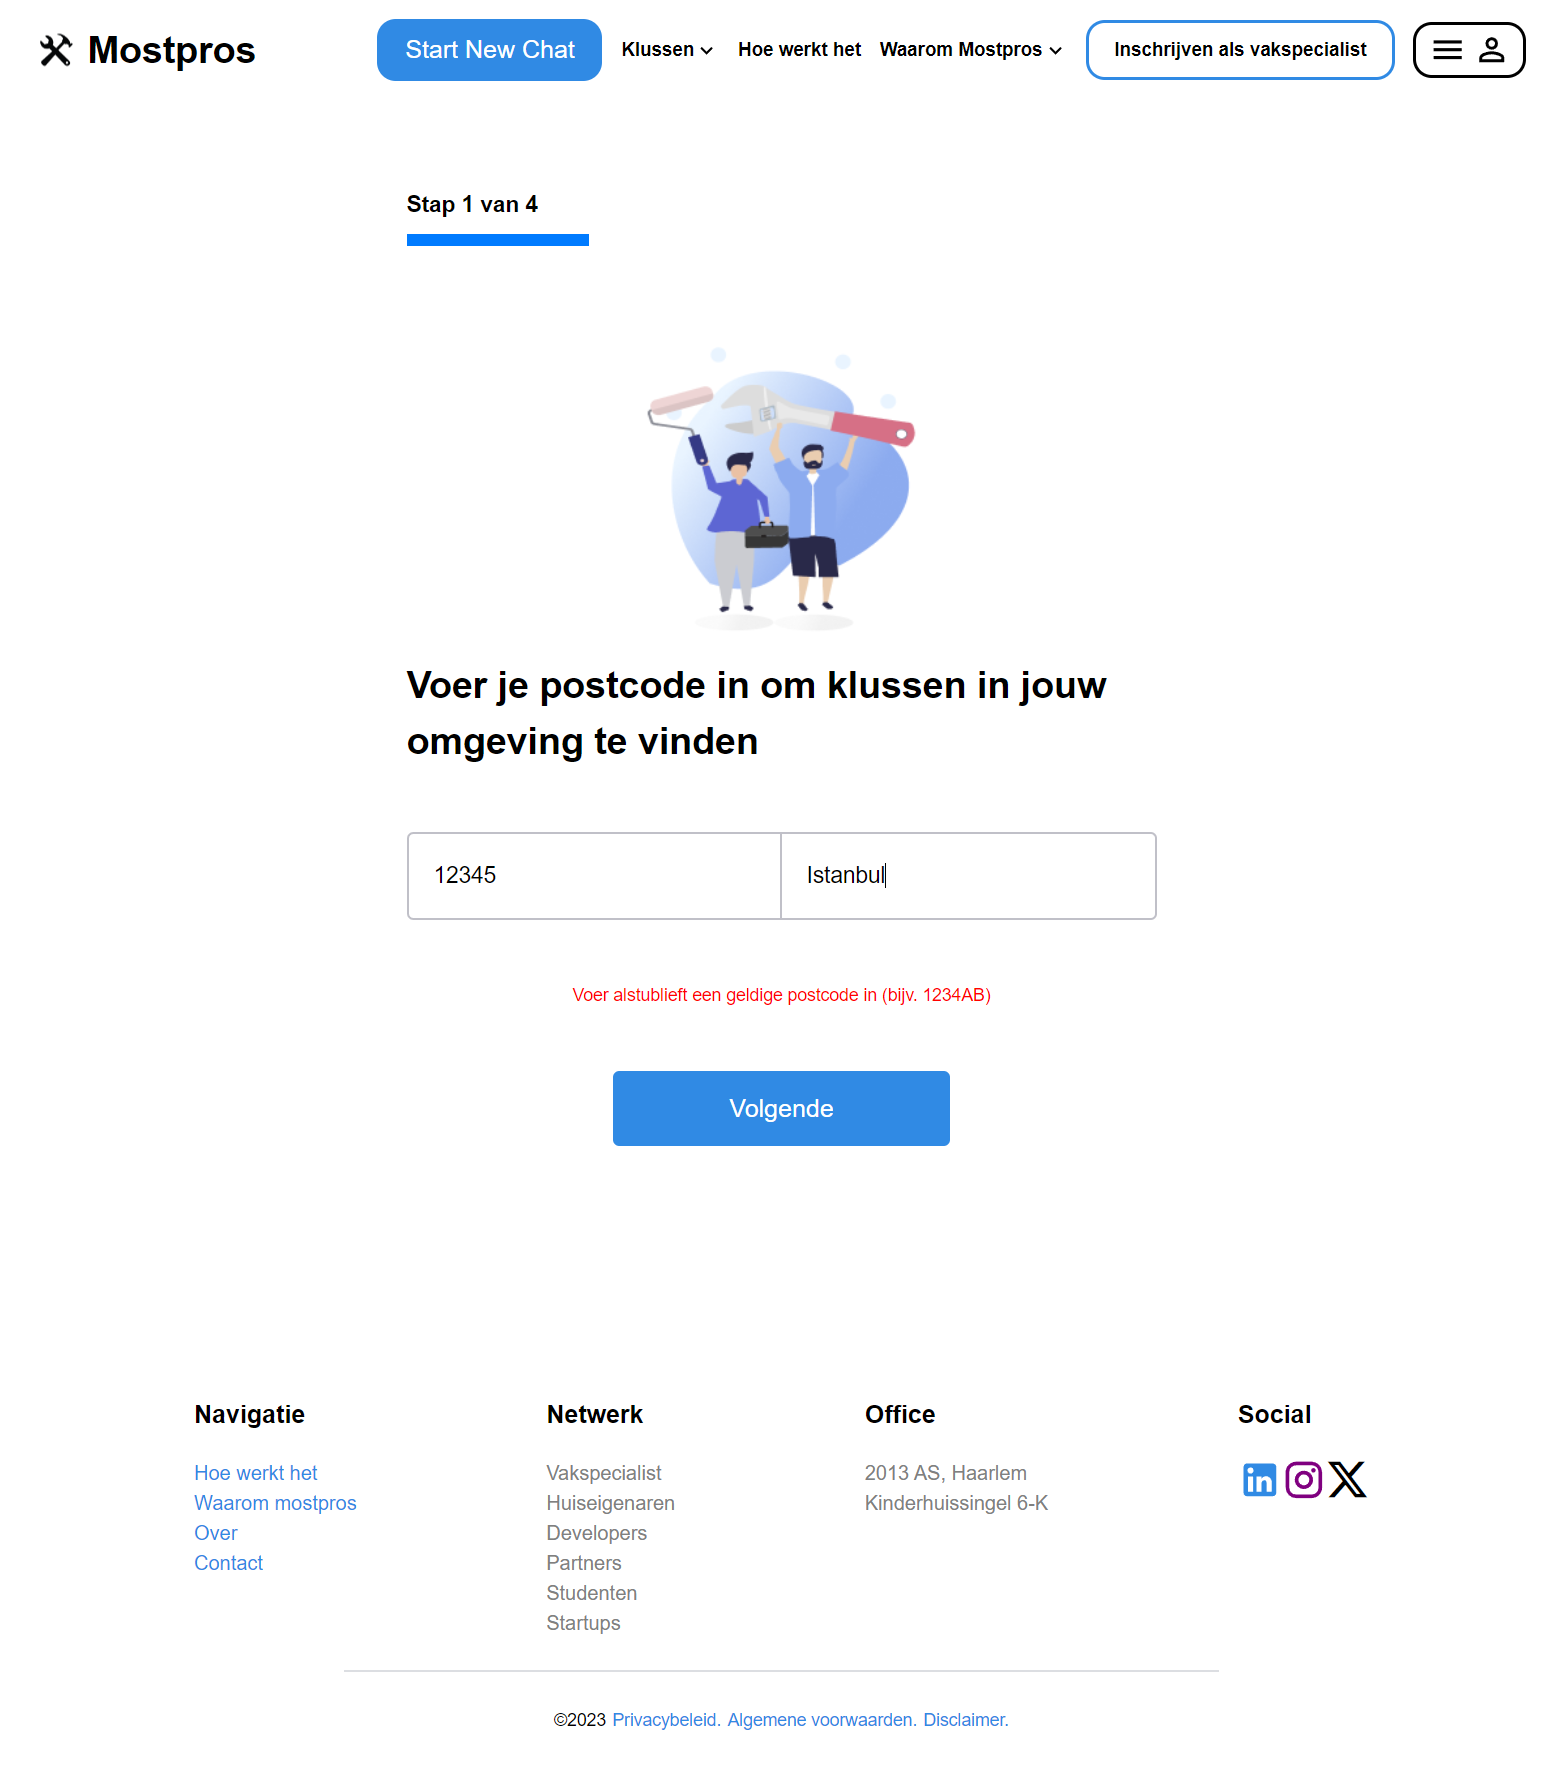 Mostpros
Start New Chat
Klussen
Hoe werkt het
Waarom Mostpros
Inschrijven als vakspecialist
Stap 1 van 4
Voer je postcode in om klussen in jouw
omgeving te vinden
12345
Istanbul
Voer alstublieft een geldige postcode in (bijv. 1234AB)
Volgende
Navigatie
Hoe werkt het
Waarom mostpros
Over
Contact
Netwerk
Vakspecialist
Huiseigenaren
Developers
Partners
Studenten
Startups
Office
2013 AS, Haarlem
Kinderhuissingel 6-K
Social
©2023 Privacybeleid. Algemene voorwaarden. Disclaimer.